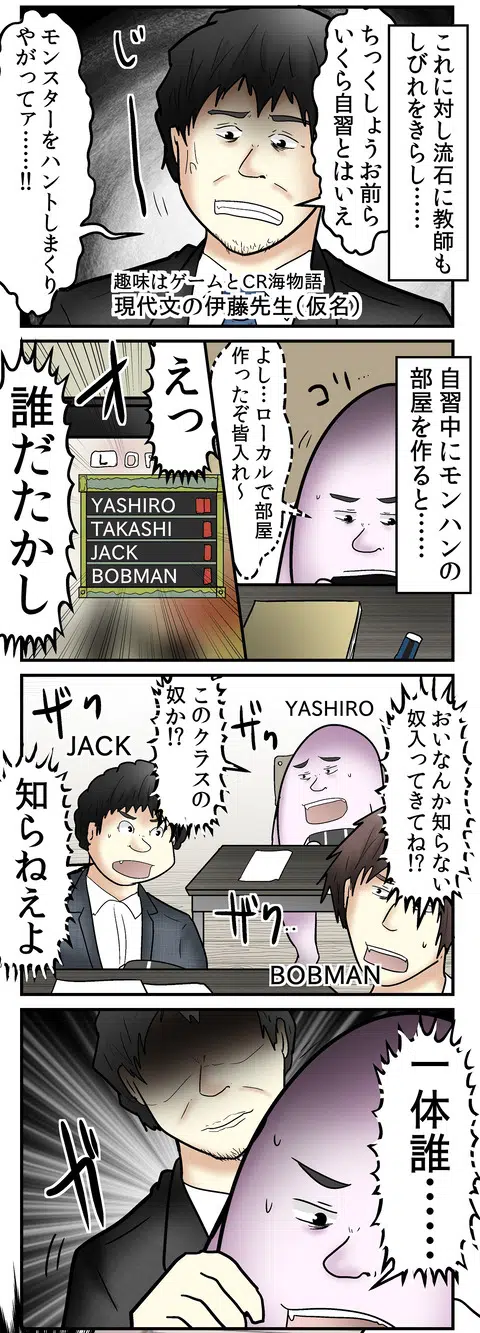 これに対し流石に教師も
しびれをきらし……
ちっくしょうお前ら
いくら自習とはいえ
モンスターをハントしまくり
やがってァ……!!
じーっ
趣味はゲームとCR海物語
現代文の伊藤先生(仮名)
自習中にモンハンの
部屋を作ると……
コソ…
よし…ローカルで部屋
作ったぞ皆入れ〜
えっ
YASHIRO
TAKASHI
JACK
BOBMAN
誰だたかし
おいなんか知らない
奴入ってきてね!?
YASHIRO
ザワ
このクラスの
奴か!?
ザワ
JACK
知らねえよ
ザワ…
BOBMAN
一体誰……
ガッ